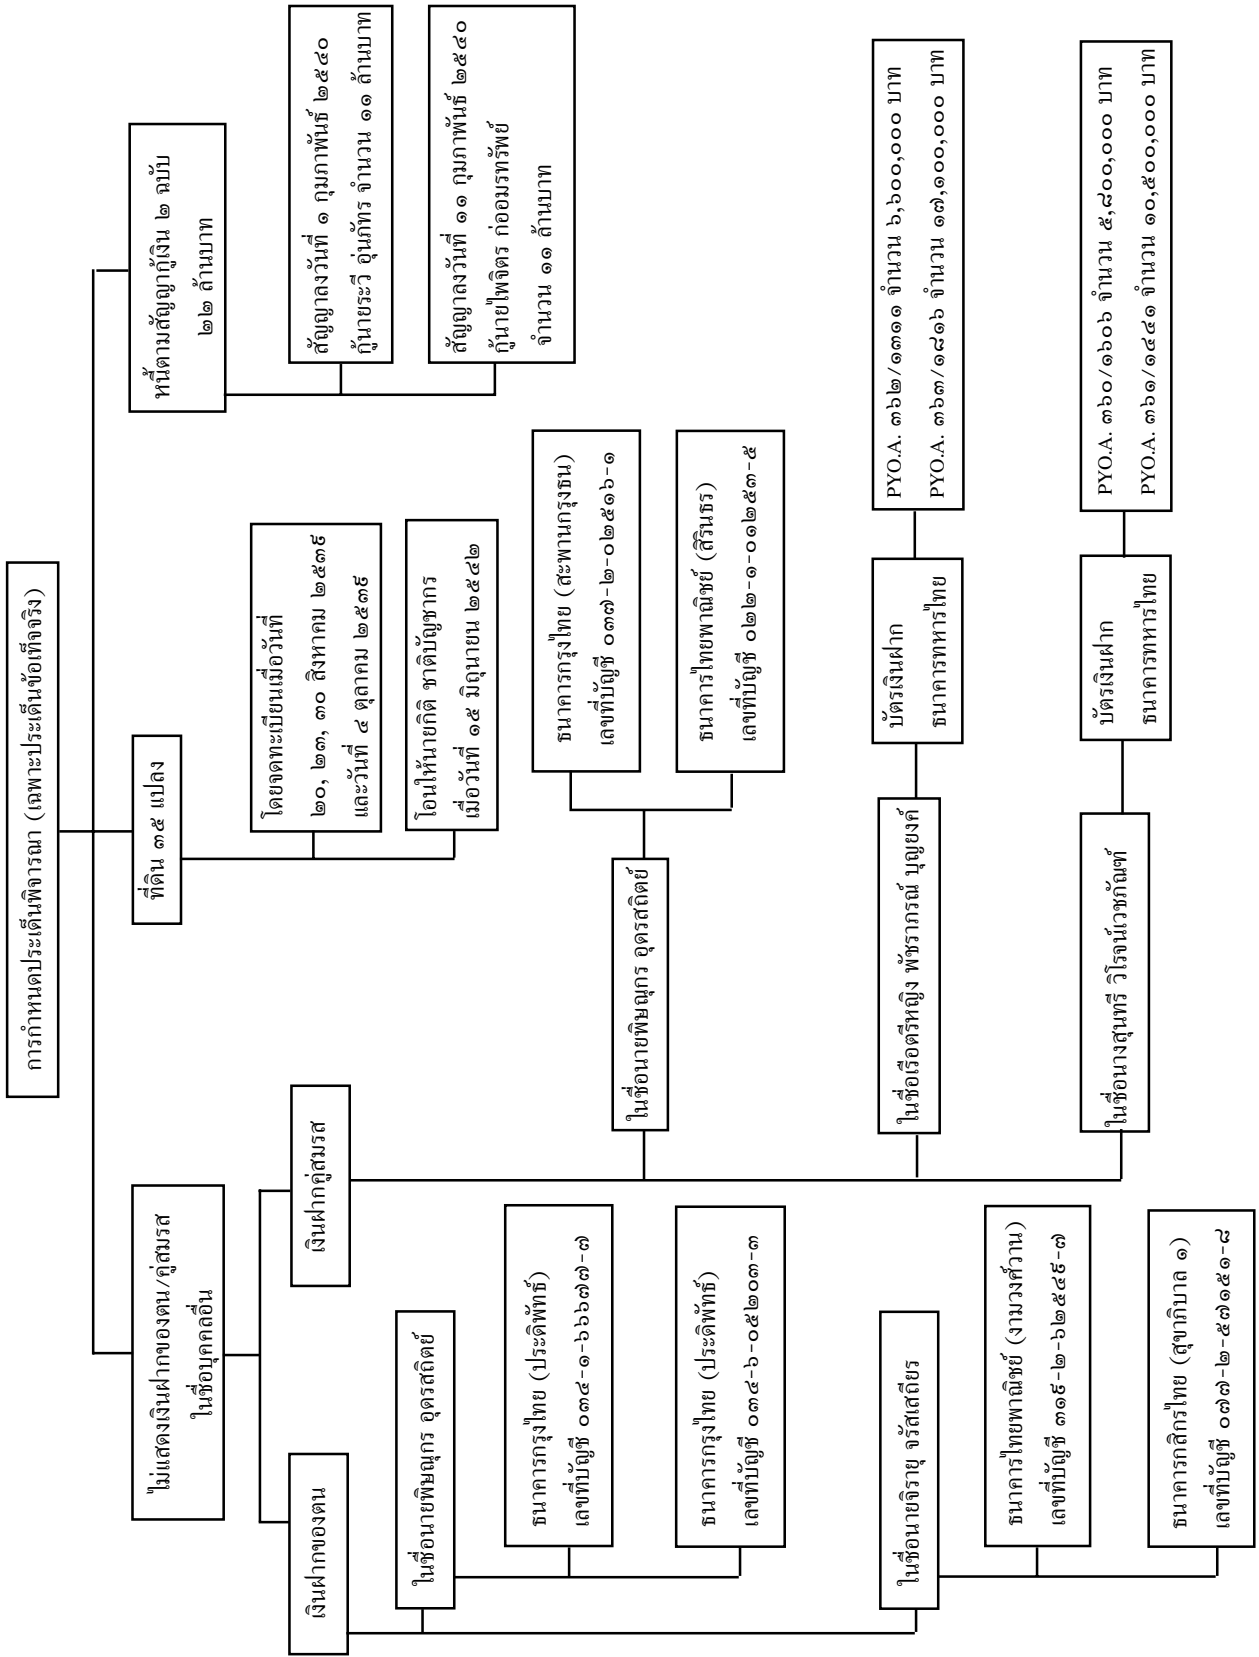 การกำหนดประเด็นพิจารณา (เฉพาะประเด็นข้อเท็จจริง)
ไม่แสดงเงินฝากของตน/คู่สมรส
ในชื่อบุคคลอื่น
เงินฝากของตน
ในชื่อนายพิษณุกร อุดรสถิตย์
ธนาคารกรุงไทย (ประดิพัทธ์)
เลขที่บัญชี ๐๓๔-๑-๖๖๖๗๗-๗
ธนาคารกรุงไทย (ประดิพัทธ์)
เลขที่บัญชี ๐๓๔-๖-๐๕๒๐๓-๓
ในชื่อนายจิรายุ จรัสเสถียร
ธนาคารไทยพาณิชย์ (งามวงศ์วาน)
เลขที่บัญชี ๓๑๙-๒-๖๒๕๔๙-๗
ธนาคารกสิกรไทย (สุขาภิบาล ๑)
เลขที่บัญชี ๐๗๗-๒-๕๗๑๕๑-๘
เงินฝากคู่สมรส
ในชื่อนายพิษณุกร อุดรสถิตย์
ธนาคารกรุงไทย (สะพานกรุงธน)
เลขที่บัญชี ๐๓๗-๒-๐๒๕๑๖-๑
ธนาคารไทยพาณิชย์ (สิรินธร)
เลขที่บัญชี ๐๒๒-๑-๐๑๒๕๓-๕
ในชื่อเรือตรีหญิง พัชราภรณ์ บุญยงค์
บัตรเงินฝาก
ธนาคารทหารไทย
PYO.A. ๓๖๒/๑๓๑๑ จำนวน ๖,๖๐๐,๐๐๐ บาท
PYO.A. ๓๖๓/๑๘๑๖ จำนวน ๑๗,๑๐๐,๐๐๐ บาท
ในชื่อนางสุนทรี วิโรจน์เวชภัณฑ์
บัตรเงินฝาก
ธนาคารทหารไทย
PYO.A. ๓๖๐/๑๖๐๖ จำนวน ๕,๘๐๐,๐๐๐ บาท
PYO.A. ๓๖๑/๑๔๔๑ จำนวน ๑๐,๕๐๐,๐๐๐ บาท
ที่ดิน ๓๕ แปลง
โดยจดทะเบียนเมื่อวันที่
๒๐, ๒๓, ๓๐ สิงหาคม ๒๕๓๙
และวันที่ ๔ ตุลาคม ๒๕๓๙
โอนให้นายกิติ ชาติบัญชากร
เมื่อวันที่ ๑๕ มิถุนายน ๒๕๔๒
หนี้ตามสัญญากู้เงิน ๒ ฉบับ
๒๒ ล้านบาท
สัญญาลงวันที่ ๑ กุมภาพันธ์ ๒๕๔๐
กู้นายระวี อุ่นภัทร จำนวน ๑๑ ล้านบาท
สัญญาลงวันที่ ๑๑ กุมภาพันธ์ ๒๕๔๐
กู้นายไพจิตร ก่ออมรทรัพย์
จำนวน ๑๑ ล้านบาท